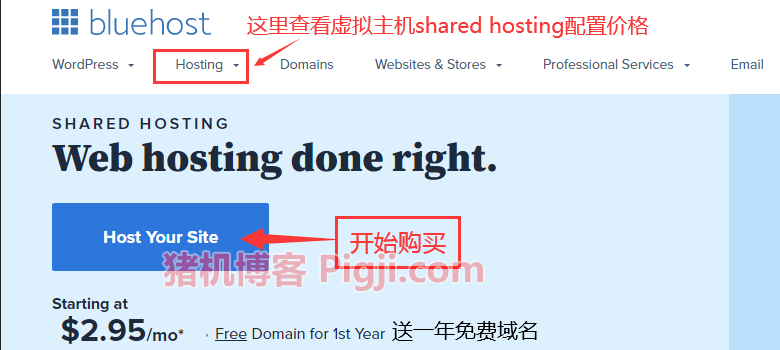 bluehost 这里查看虚拟主机shared hosting配置价格
WordPress Hosting Domains Websites & Stores Professional Services Email
SHARED HOSTING
Web hosting done right.
Host Your Site 开始购买
猪机博客 Pigji.com
Starting at
$2.95/mo* · Free Domain for 1st Year 送一年免费域名